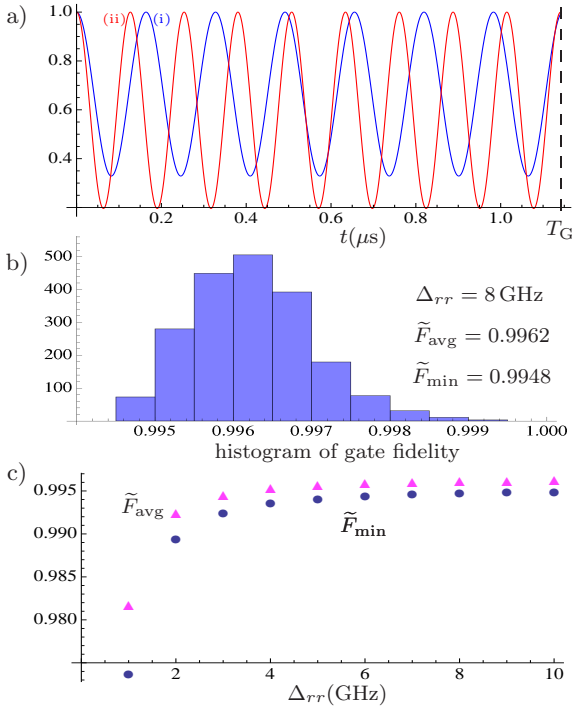 a)
1.0
(ii)
(i)
0.8
0.6
0.4
0.2
0.4
0.6
0.8
1.0
t(μs)
T_G
b)
500
400
300
200
100
Δ_rr = 8 GHz
F̃_avg = 0.9962
F̃_min = 0.9948
0.995
0.996
0.997
0.998
0.999
1.000
histogram of gate fidelity
c)
0.995
0.990
0.985
0.980
F̃_avg
F̃_min
2
4
6
8
10
Δ_rr(GHz)